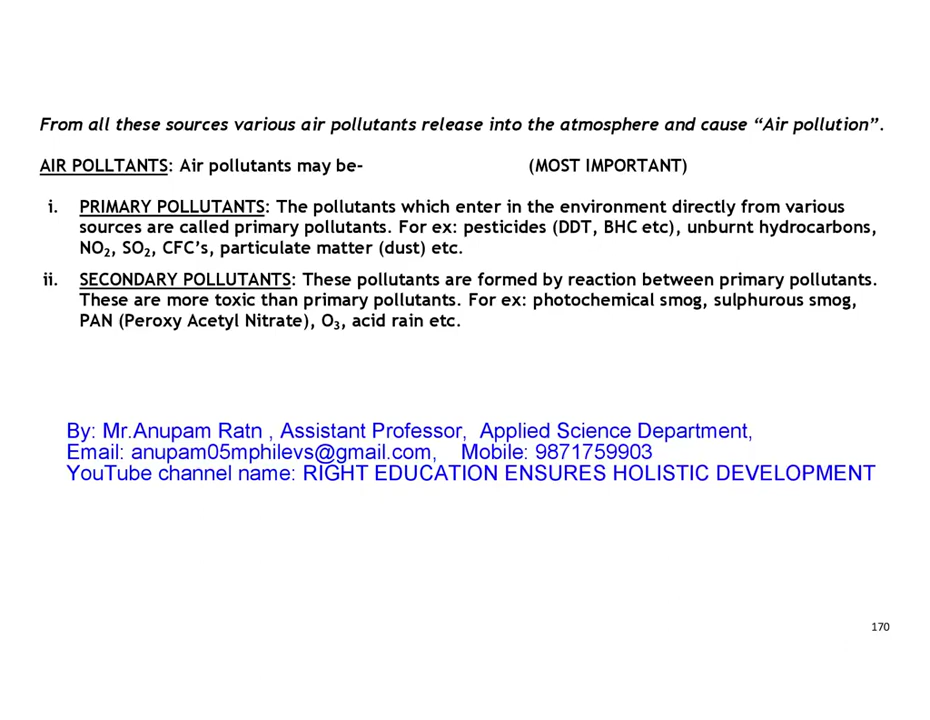 From all these sources various air pollutants release into the atmosphere and cause “Air pollution”.
AIR POLLTANTS: Air pollutants may be- (MOST IMPORTANT)
i. PRIMARY POLLUTANTS: The pollutants which enter in the environment directly from various
sources are called primary pollutants. For ex: pesticides (DDT, BHC etc), unburnt hydrocarbons,
NO₂, SO₂, CFC’s, particulate matter (dust) etc.
ii. SECONDARY POLLUTANTS: These pollutants are formed by reaction between primary pollutants.
These are more toxic than primary pollutants. For ex: photochemical smog, sulphurous smog,
PAN (Peroxy Acetyl Nitrate), O₃, acid rain etc.
By: Mr.Anupam Ratn , Assistant Professor, Applied Science Department,
Email: anupam05mphilevs@gmail.com, Mobile: 9871759903
YouTube channel name: RIGHT EDUCATION ENSURES HOLISTIC DEVELOPMENT
170